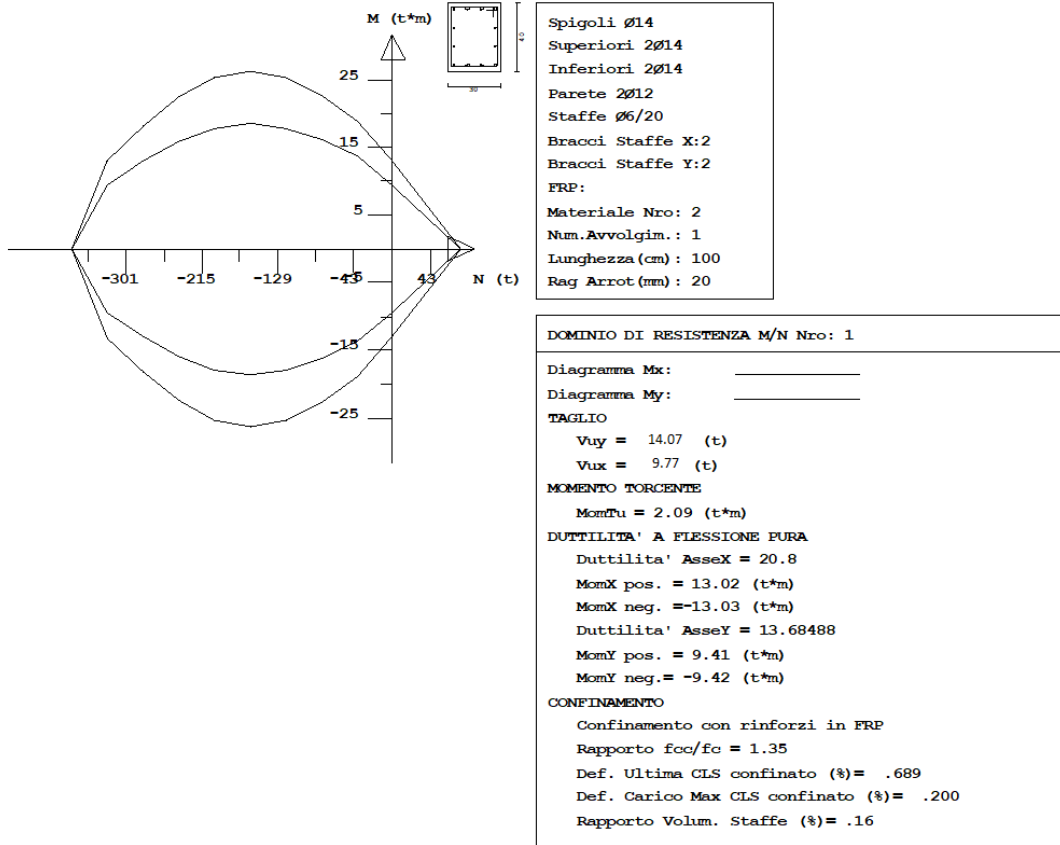 M (t*m)
25
15
5
-5
-15
-25
-301
-215
-129
-43
43
N (t)
40
30
Spigoli Ø14
Superiori 2Ø14
Inferiori 2Ø14
Parete 2Ø12
Staffe Ø6/20
Bracci Staffe X:2
Bracci Staffe Y:2
FRP:
Materiale Nro: 2
Num.Avvolgim.: 1
Lunghezza(cm): 100
Rag Arrot(mm): 20
DOMINIO DI RESISTENZA M/N Nro: 1
Diagramma Mx:
Diagramma My:
TAGLIO
Vuy = 14.07 (t)
Vux = 9.77 (t)
MOMENTO TORCENTE
MomTu = 2.09 (t*m)
DUTTILITA' A FLESSIONE PURA
Duttilita' AsseX = 20.8
MomX pos. = 13.02 (t*m)
MomX neg. =-13.03 (t*m)
Duttilita' AsseY = 13.68488
MomY pos. = 9.41 (t*m)
MomY neg.= -9.42 (t*m)
CONFINAMENTO
Confinamento con rinforzi in FRP
Rapporto fcc/fc = 1.35
Def. Ultima CLS confinato (%)= .689
Def. Carico Max CLS confinato (%)= .200
Rapporto Volum. Staffe (%)= .16